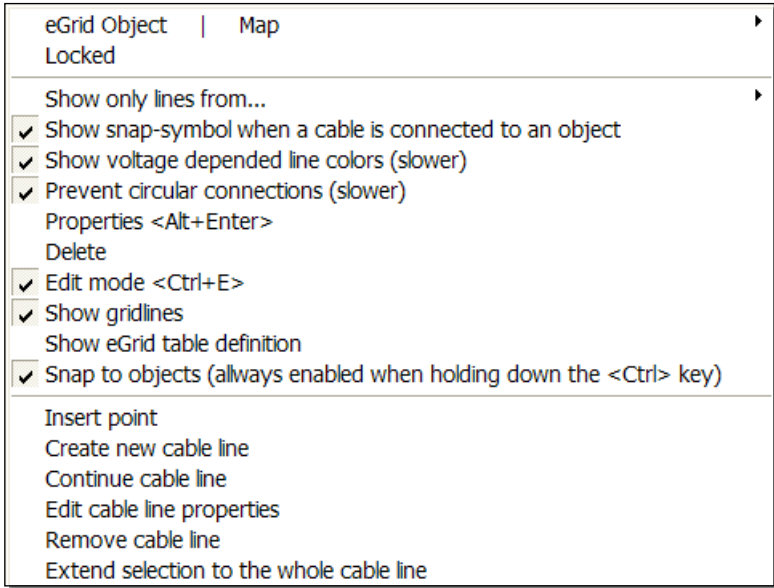 eGrid Object | Map
Locked
Show only lines from...
Show snap-symbol when a cable is connected to an object
Show voltage depended line colors (slower)
Prevent circular connections (slower)
Properties <Alt+Enter>
Delete
Edit mode <Ctrl+E>
Show gridlines
Show eGrid table definition
Snap to objects (allways enabled when holding down the <Ctrl> key)
Insert point
Create new cable line
Continue cable line
Edit cable line properties
Remove cable line
Extend selection to the whole cable line